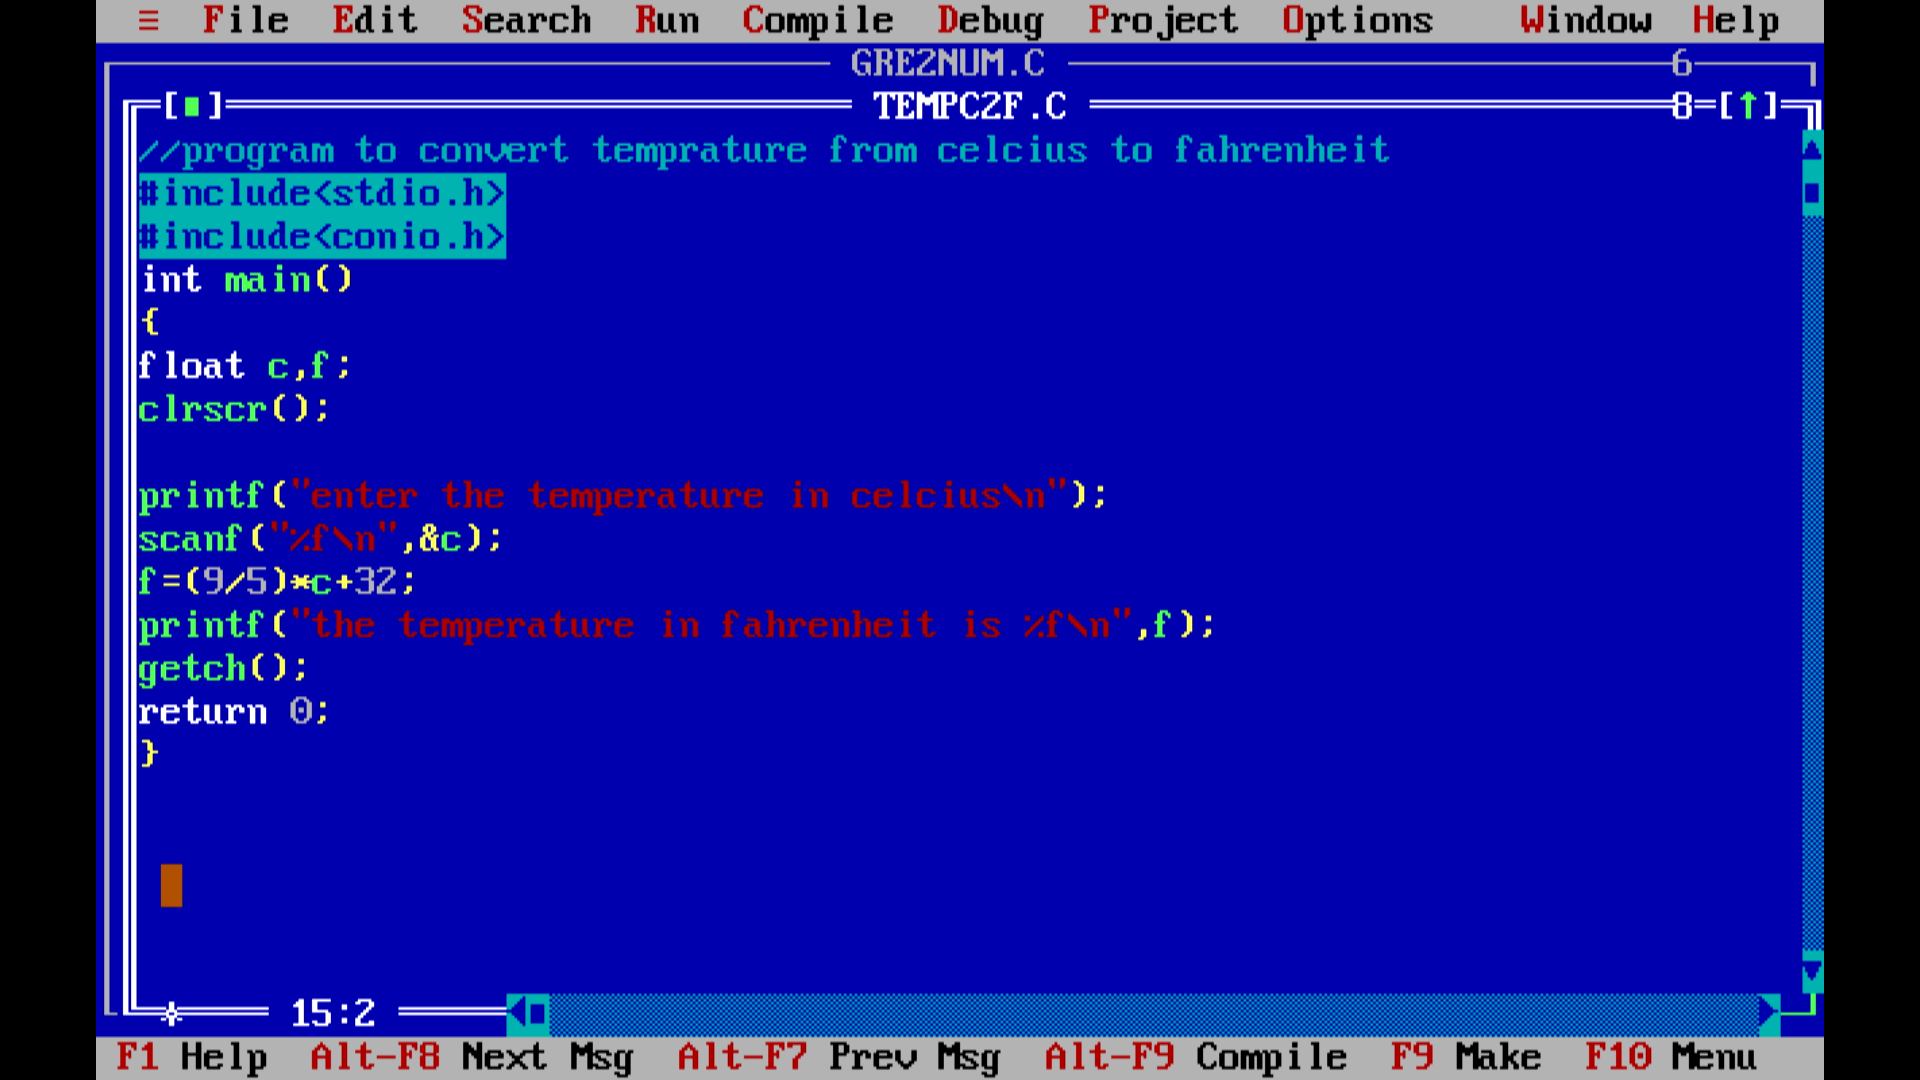 ≡ File Edit Search Run Compile Debug Project Options Window Help
GRE2NUM.C 6
[■] TEMPC2F.C 8=[↑]
//program to convert temprature from celcius to fahrenheit
#include<stdio.h>
#include<conio.h>
int main()
{
float c,f;
clrscr();
printf("enter the temperature in celcius\n");
scanf("%f\n",&c);
f=(9/5)*c+32;
printf("the temperature in fahrenheit is %f\n",f);
getch();
return 0;
}
15:2
F1 Help Alt-F8 Next Msg Alt-F7 Prev Msg Alt-F9 Compile F9 Make F10 Menu